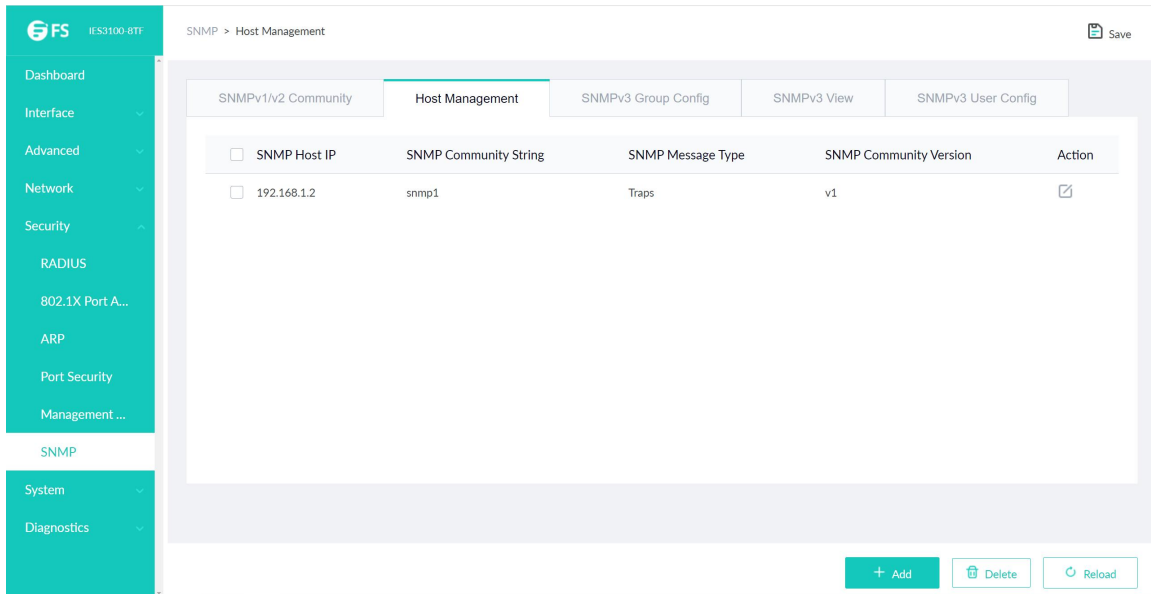 FS IES3100-8TF
SNMP > Host Management
Save
Dashboard
Interface
Advanced
Network
Security
RADIUS
802.1X Port A...
ARP
Port Security
Management ...
SNMP
System
Diagnostics
SNMPv1/v2 Community Host Management SNMPv3 Group Config SNMPv3 View SNMPv3 User Config
SNMP Host IP SNMP Community String SNMP Message Type SNMP Community Version Action
192.168.1.2 snmp1 Traps v1
+ Add Delete Reload